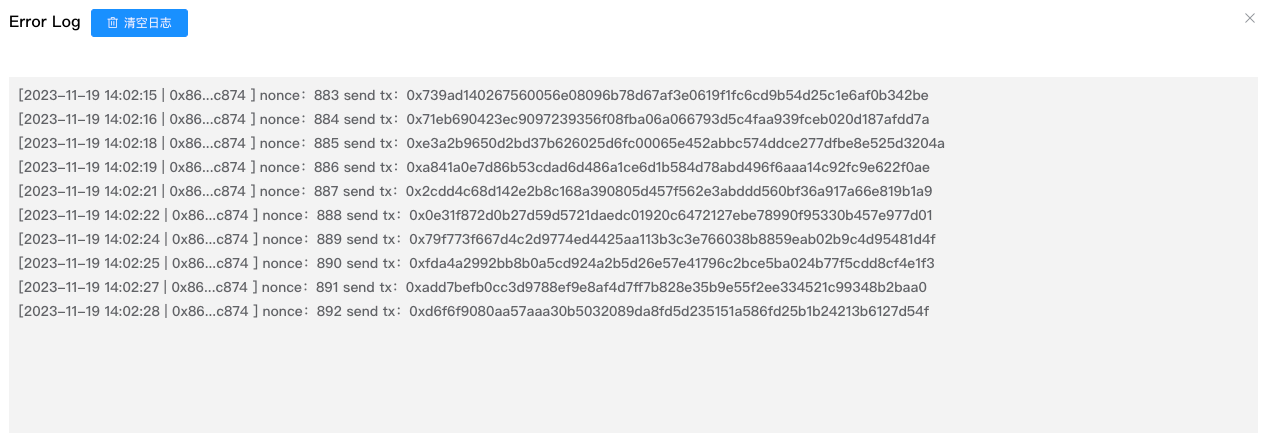 Error Log 清空日志
[2023-11-19 14:02:15 | 0x86...c874 ] nonce：883 send tx：0x739ad140267560056e08096b78d67af3e0619f1fc6cd9b54d25c1e6af0b342be
[2023-11-19 14:02:16 | 0x86...c874 ] nonce：884 send tx：0x71eb690423ec9097239356f08fba06a066793d5c4faa939fceb020d187afdd7a
[2023-11-19 14:02:18 | 0x86...c874 ] nonce：885 send tx：0xe3a2b9650d2bd37b626025d6fc00065e452abbc574ddce277dfbe8e525d3204a
[2023-11-19 14:02:19 | 0x86...c874 ] nonce：886 send tx：0xa841a0e7d86b53cdad6d486a1ce6d1b584d78abd496f6aaa14c92fc9e622f0ae
[2023-11-19 14:02:21 | 0x86...c874 ] nonce：887 send tx：0x2cdd4c68d142e2b8c168a390805d457f562e3abddd560bf36a917a66e819b1a9
[2023-11-19 14:02:22 | 0x86...c874 ] nonce：888 send tx：0x0e31f872d0b27d59d5721daedc01920c6472127ebe78990f95330b457e977d01
[2023-11-19 14:02:24 | 0x86...c874 ] nonce：889 send tx：0x79f773f667d4c2d9774ed4425aa113b3c3e766038b8859eab02b9c4d95481d4f
[2023-11-19 14:02:25 | 0x86...c874 ] nonce：890 send tx：0xfda4a2992bb8b0a5cd924a2b5d26e57e41796c2bce5ba024b77f5cdd8cf4e1f3
[2023-11-19 14:02:27 | 0x86...c874 ] nonce：891 send tx：0xadd7befb0cc3d9788ef9e8af4d7ff7b828e35b9e55f2ee334521c99348b2baa0
[2023-11-19 14:02:28 | 0x86...c874 ] nonce：892 send tx：0xd6f6f9080aa57aaa30b5032089da8fd5d235151a586fd25b1b24213b6127d54f